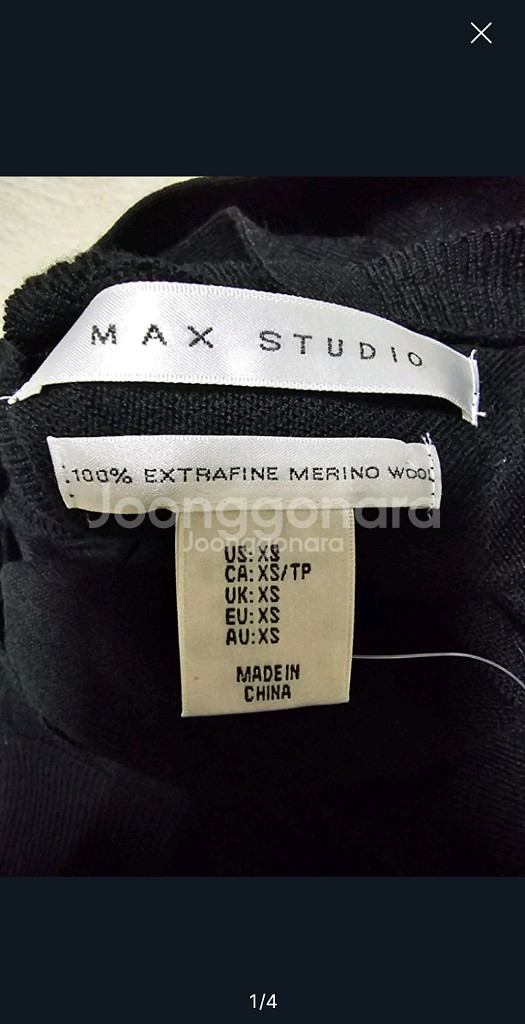 MAX STUDIO
100% EXTRAFINE MERINO WOOL
Joonggonara
Joonggonara
US: XS
CA: XS/TP
UK: XS
EU: XS
AU: XS
MADE IN
CHINA
1/4